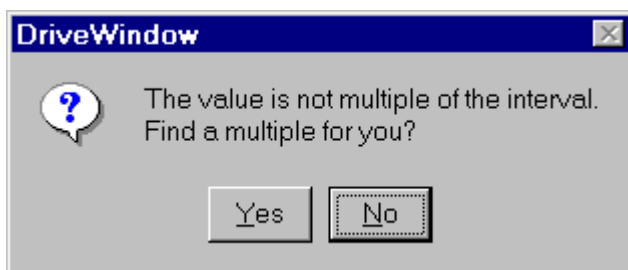 DriveWindow
The value is not multiple of the interval.
Find a multiple for you?
Yes No